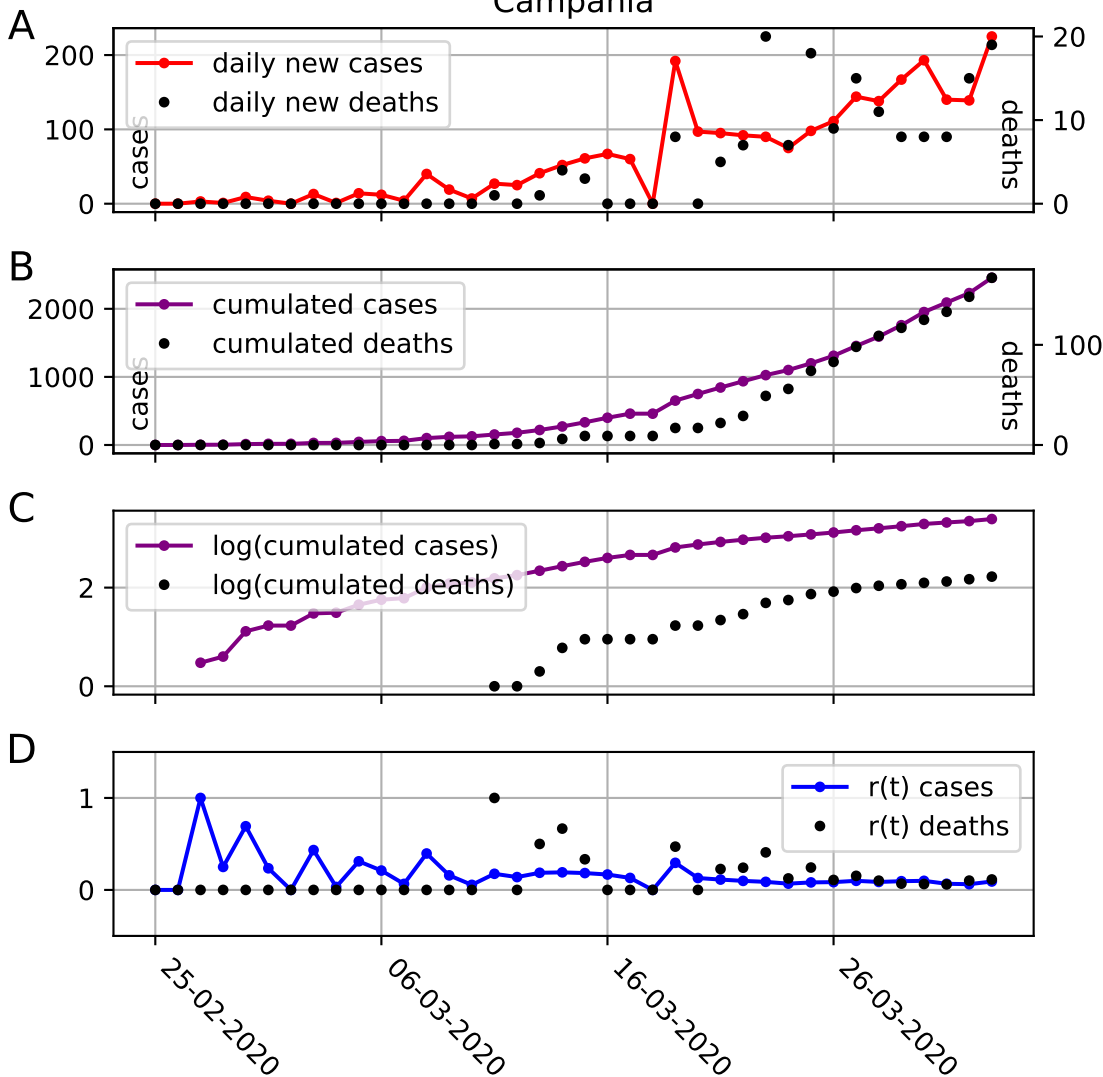 Campania
A
200
100
0
daily new cases
daily new deaths
cases
20
10
0
deaths
B
2000
1000
0
cumulated cases
cumulated deaths
cases
100
0
deaths
C
2
0
log(cumulated cases)
log(cumulated deaths)
D
1
0
r(t) cases
r(t) deaths
25-02-2020
06-03-2020
16-03-2020
26-03-2020